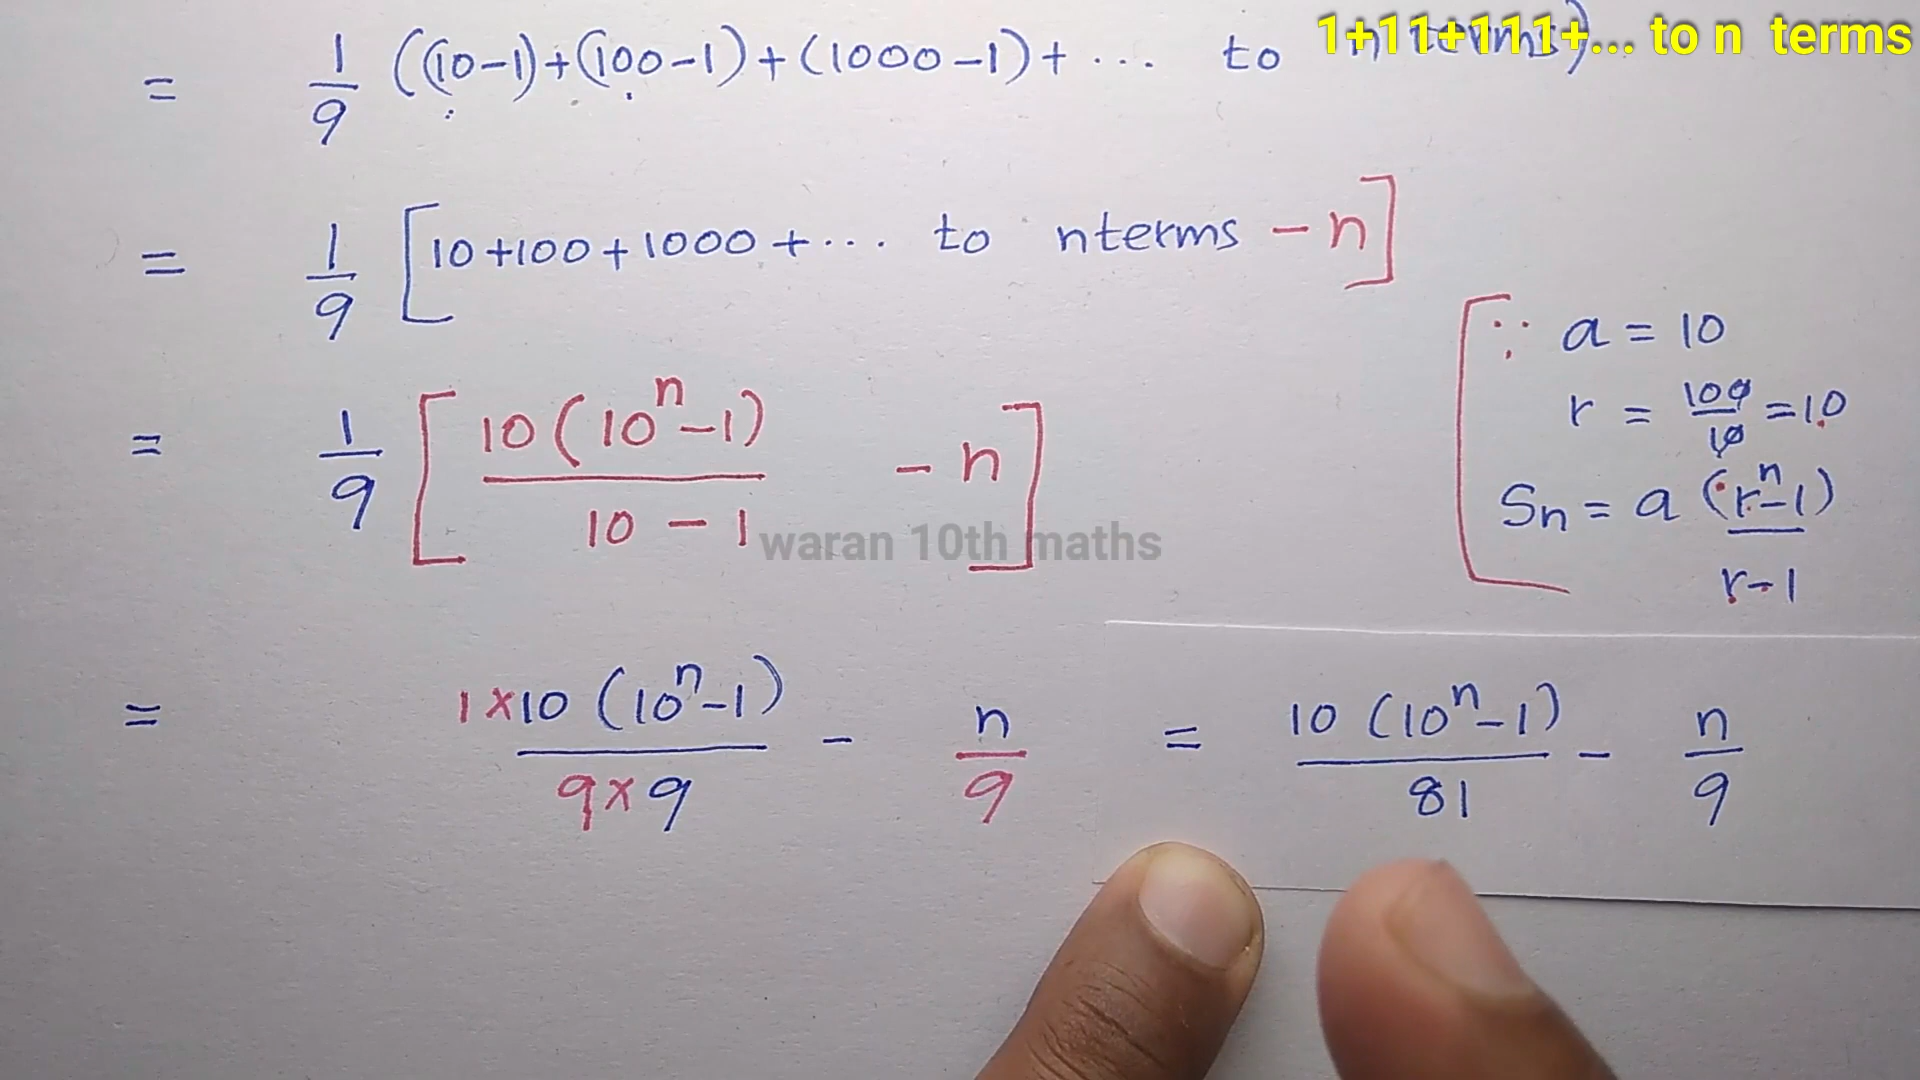 1+11+111+... to n terms
= 1/9 ((10-1)+(100-1)+(1000-1)+ ... to n terms)
= 1/9 [10+100+1000+... to n terms - n]
∵ a = 10
r = 100/10 = 10
Sn = a (rⁿ-1)/r-1
= 1/9 [10(10ⁿ-1)/10-1 - n]
waran 10th maths
= 1×10 (10ⁿ-1)/9×9 - n/9 = 10 (10ⁿ-1)/81 - n/9